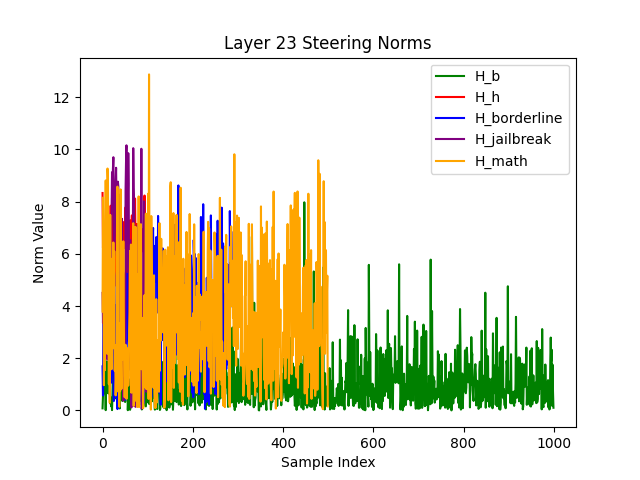 Layer 23 Steering Norms
H_b
H_h
H_borderline
H_jailbreak
H_math
Norm Value
12
10
8
6
4
2
0
0 200 400 600 800 1000
Sample Index